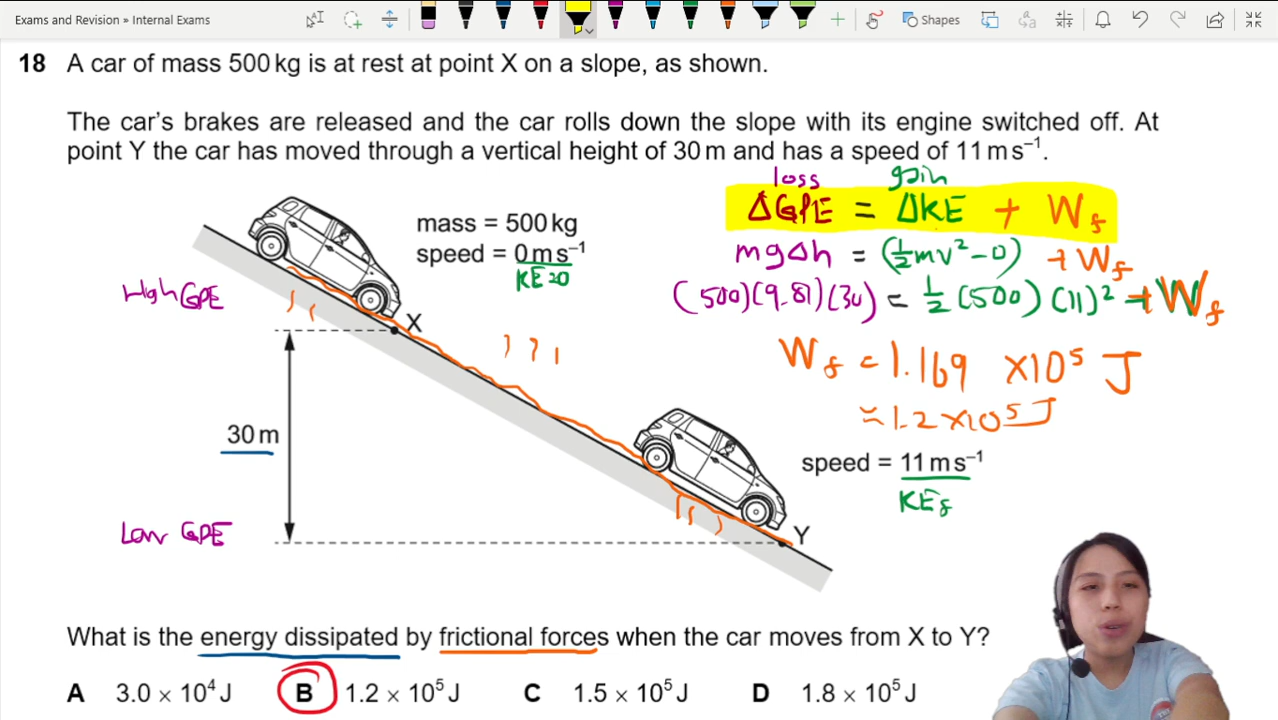 Exams and Revision » Internal Exams
Shapes
18 A car of mass 500 kg is at rest at point X on a slope, as shown.
The car's brakes are released and the car rolls down the slope with its engine switched off. At
point Y the car has moved through a vertical height of 30 m and has a speed of 11 m s⁻¹.
loss gain
ΔGPE = ΔKE + Wf
mass = 500 kg
speed = 0 m s⁻¹
KE=0
mgΔh = (½mv² - 0) + Wf
(500)(9.81)(30) = ½ (500) (11)² + Wf
High GPE
X
Wf = 1.169 ×10⁵ J
≈ 1.2 ×10⁵ J
30 m
speed = 11 m s⁻¹
KEf
Low GPE
Y
What is the energy dissipated by frictional forces when the car moves from X to Y?
A 3.0 × 10⁴ J B 1.2 × 10⁵ J C 1.5 × 10⁵ J D 1.8 × 10⁵ J